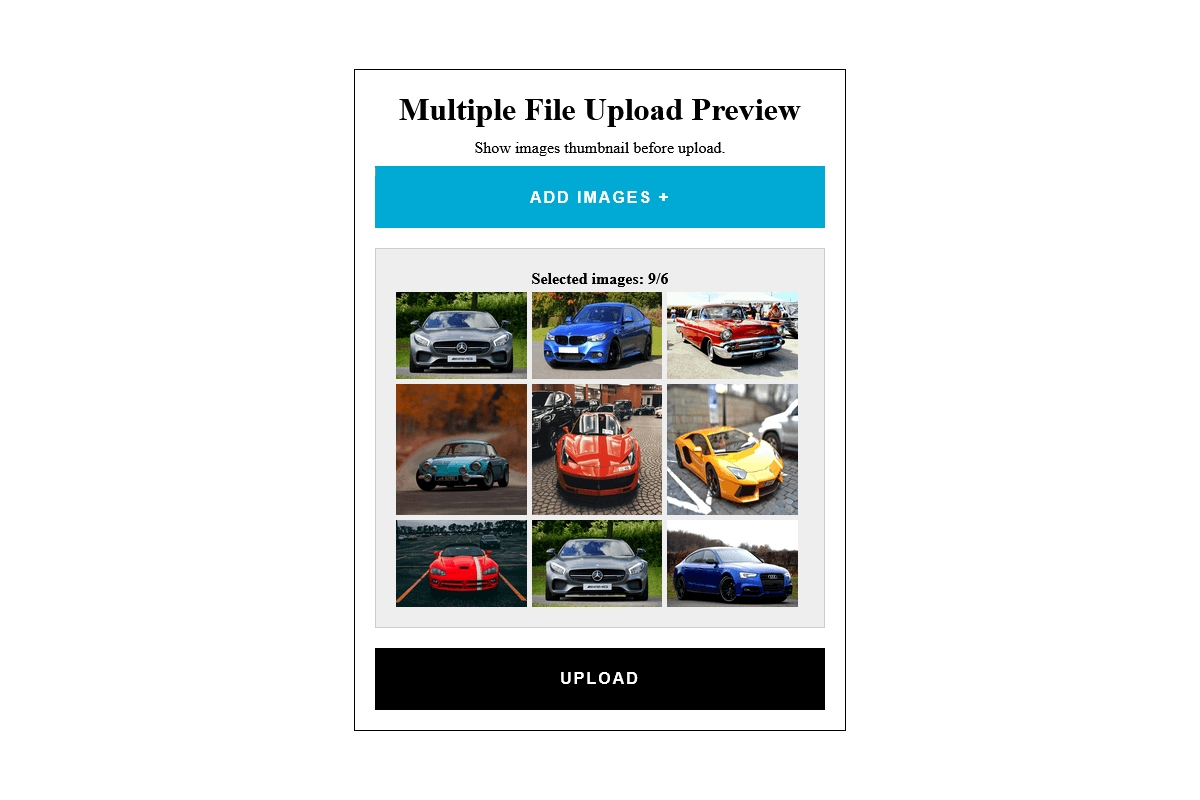 Multiple File Upload Preview
Show images thumbnail before upload.
ADD IMAGES +
Selected images: 9/6
UPLOAD